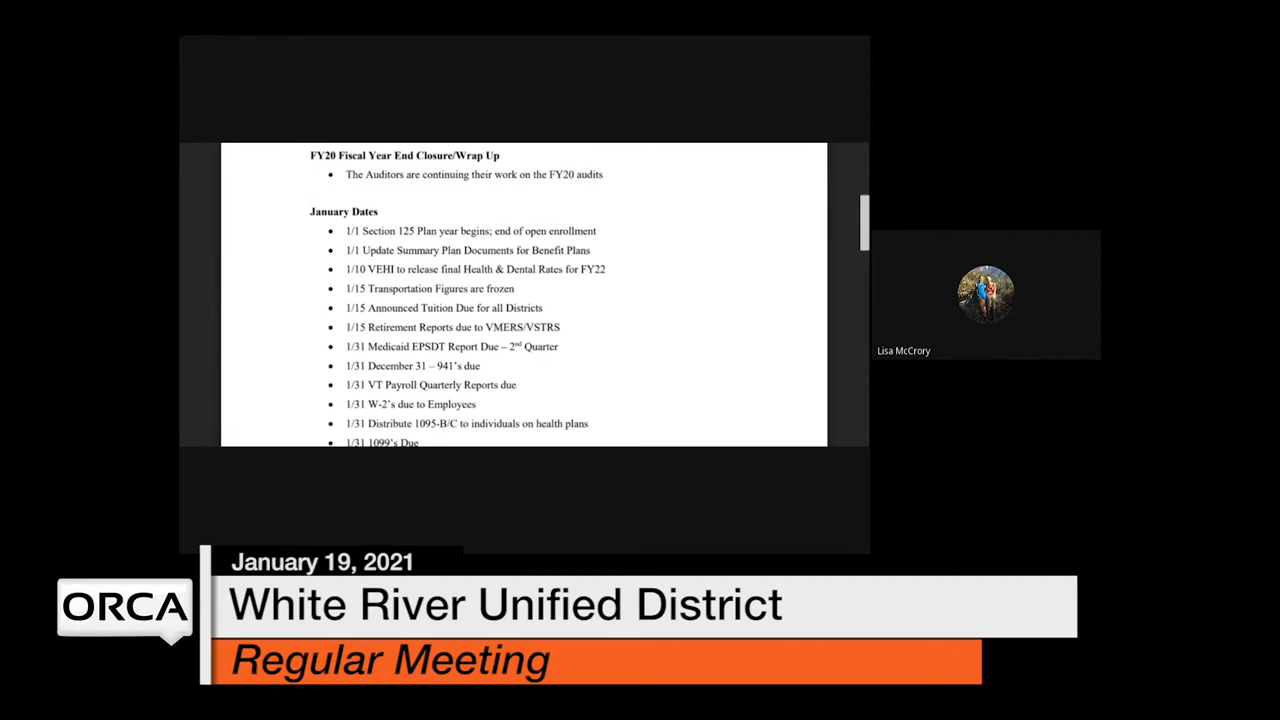 FY20 Fiscal Year End Closure/Wrap Up
• The Auditors are continuing their work on the FY20 audits
January Dates
• 1/1 Section 125 Plan year begins; end of open enrollment
• 1/1 Update Summary Plan Documents for Benefit Plans
• 1/10 VEHI to release final Health & Dental Rates for FY22
• 1/15 Transportation Figures are frozen
• 1/15 Announced Tuition Due for all Districts
• 1/15 Retirement Reports due to VMERS/VSTRS
• 1/31 Medicaid EPSDT Report Due – 2nd Quarter
• 1/31 December 31 – 941's due
• 1/31 VT Payroll Quarterly Reports due
• 1/31 W-2's due to Employees
• 1/31 Distribute 1095-B/C to individuals on health plans
• 1/31 1099's Due
Lisa McCrory
January 19, 2021
ORCA
White River Unified District
Regular Meeting